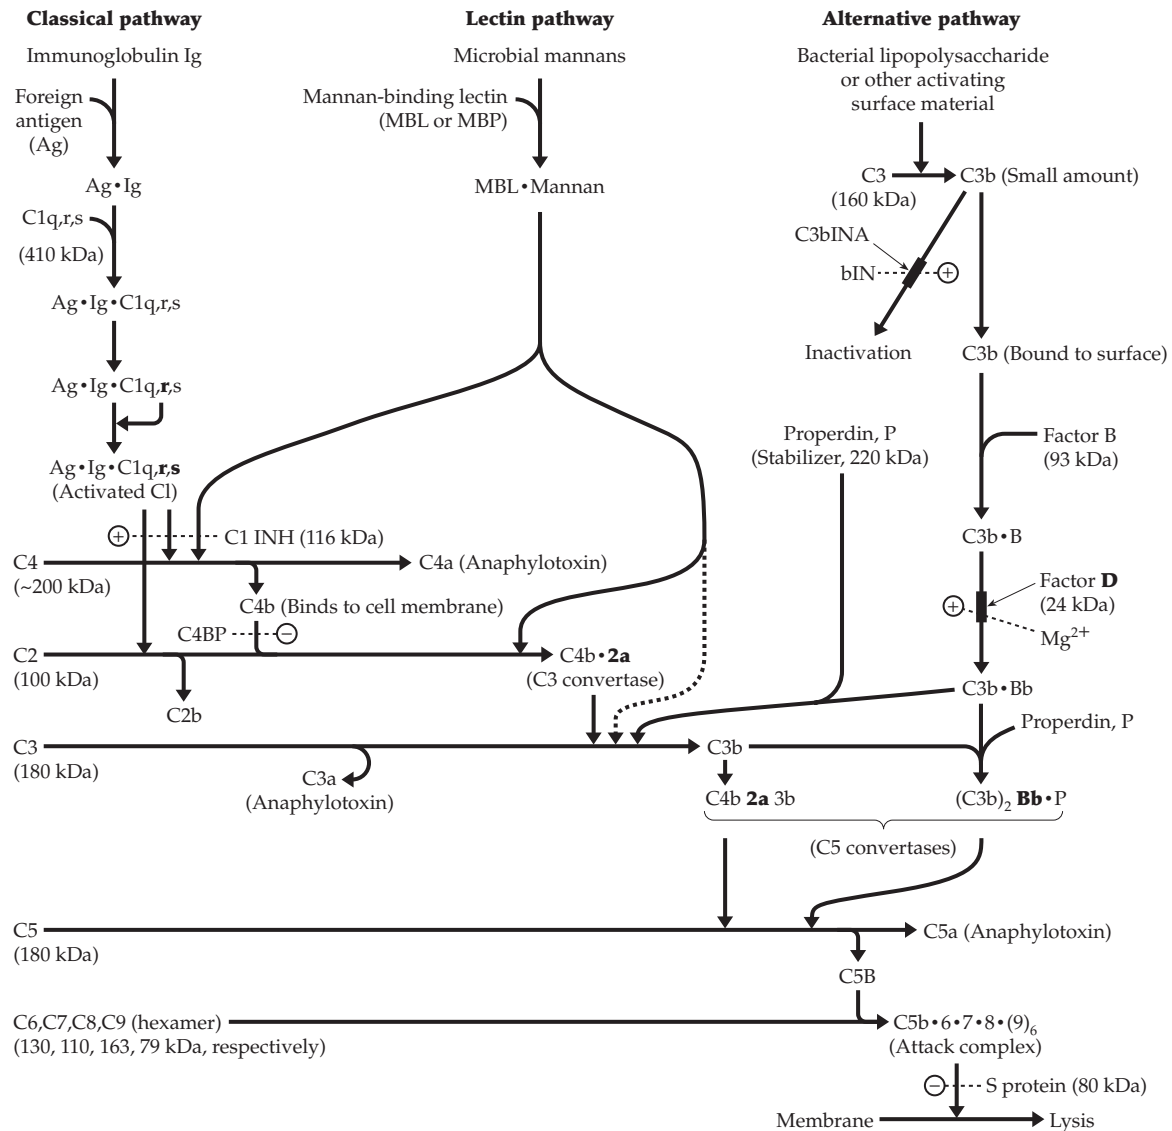 Classical pathway
Lectin pathway
Alternative pathway
Immunoglobulin Ig
Microbial mannans
Bacterial lipopolysaccharide
or other activating
surface material
Foreign
antigen
(Ag)
Mannan-binding lectin
(MBL or MBP)
Ag•Ig
MBL•Mannan
C3
(160 kDa)
C3b (Small amount)
C1q,r,s
(410 kDa)
C3bINA
bIN
+
Ag•Ig•C1q,r,s
Inactivation
C3b (Bound to surface)
Ag•Ig•C1q,r,s
Properdin, P
(Stabilizer, 220 kDa)
Factor B
(93 kDa)
Ag•Ig•C1q,r,s
(Activated Cl)
+
C1 INH (116 kDa)
C3b•B
C4
(~200 kDa)
C4a (Anaphylotoxin)
Factor D
(24 kDa)
+
Mg2+
C4b (Binds to cell membrane)
C4BP
−
C2
(100 kDa)
C4b•2a
(C3 convertase)
C3b•Bb
C2b
Properdin, P
C3
(180 kDa)
C3b
C3a
(Anaphylotoxin)
C4b 2a 3b
(C3b)2 Bb•P
(C5 convertases)
C5
(180 kDa)
C5a (Anaphylotoxin)
C5B
C6,C7,C8,C9 (hexamer)
(130, 110, 163, 79 kDa, respectively)
C5b•6•7•8•(9)6
(Attack complex)
−
S protein (80 kDa)
Membrane
Lysis